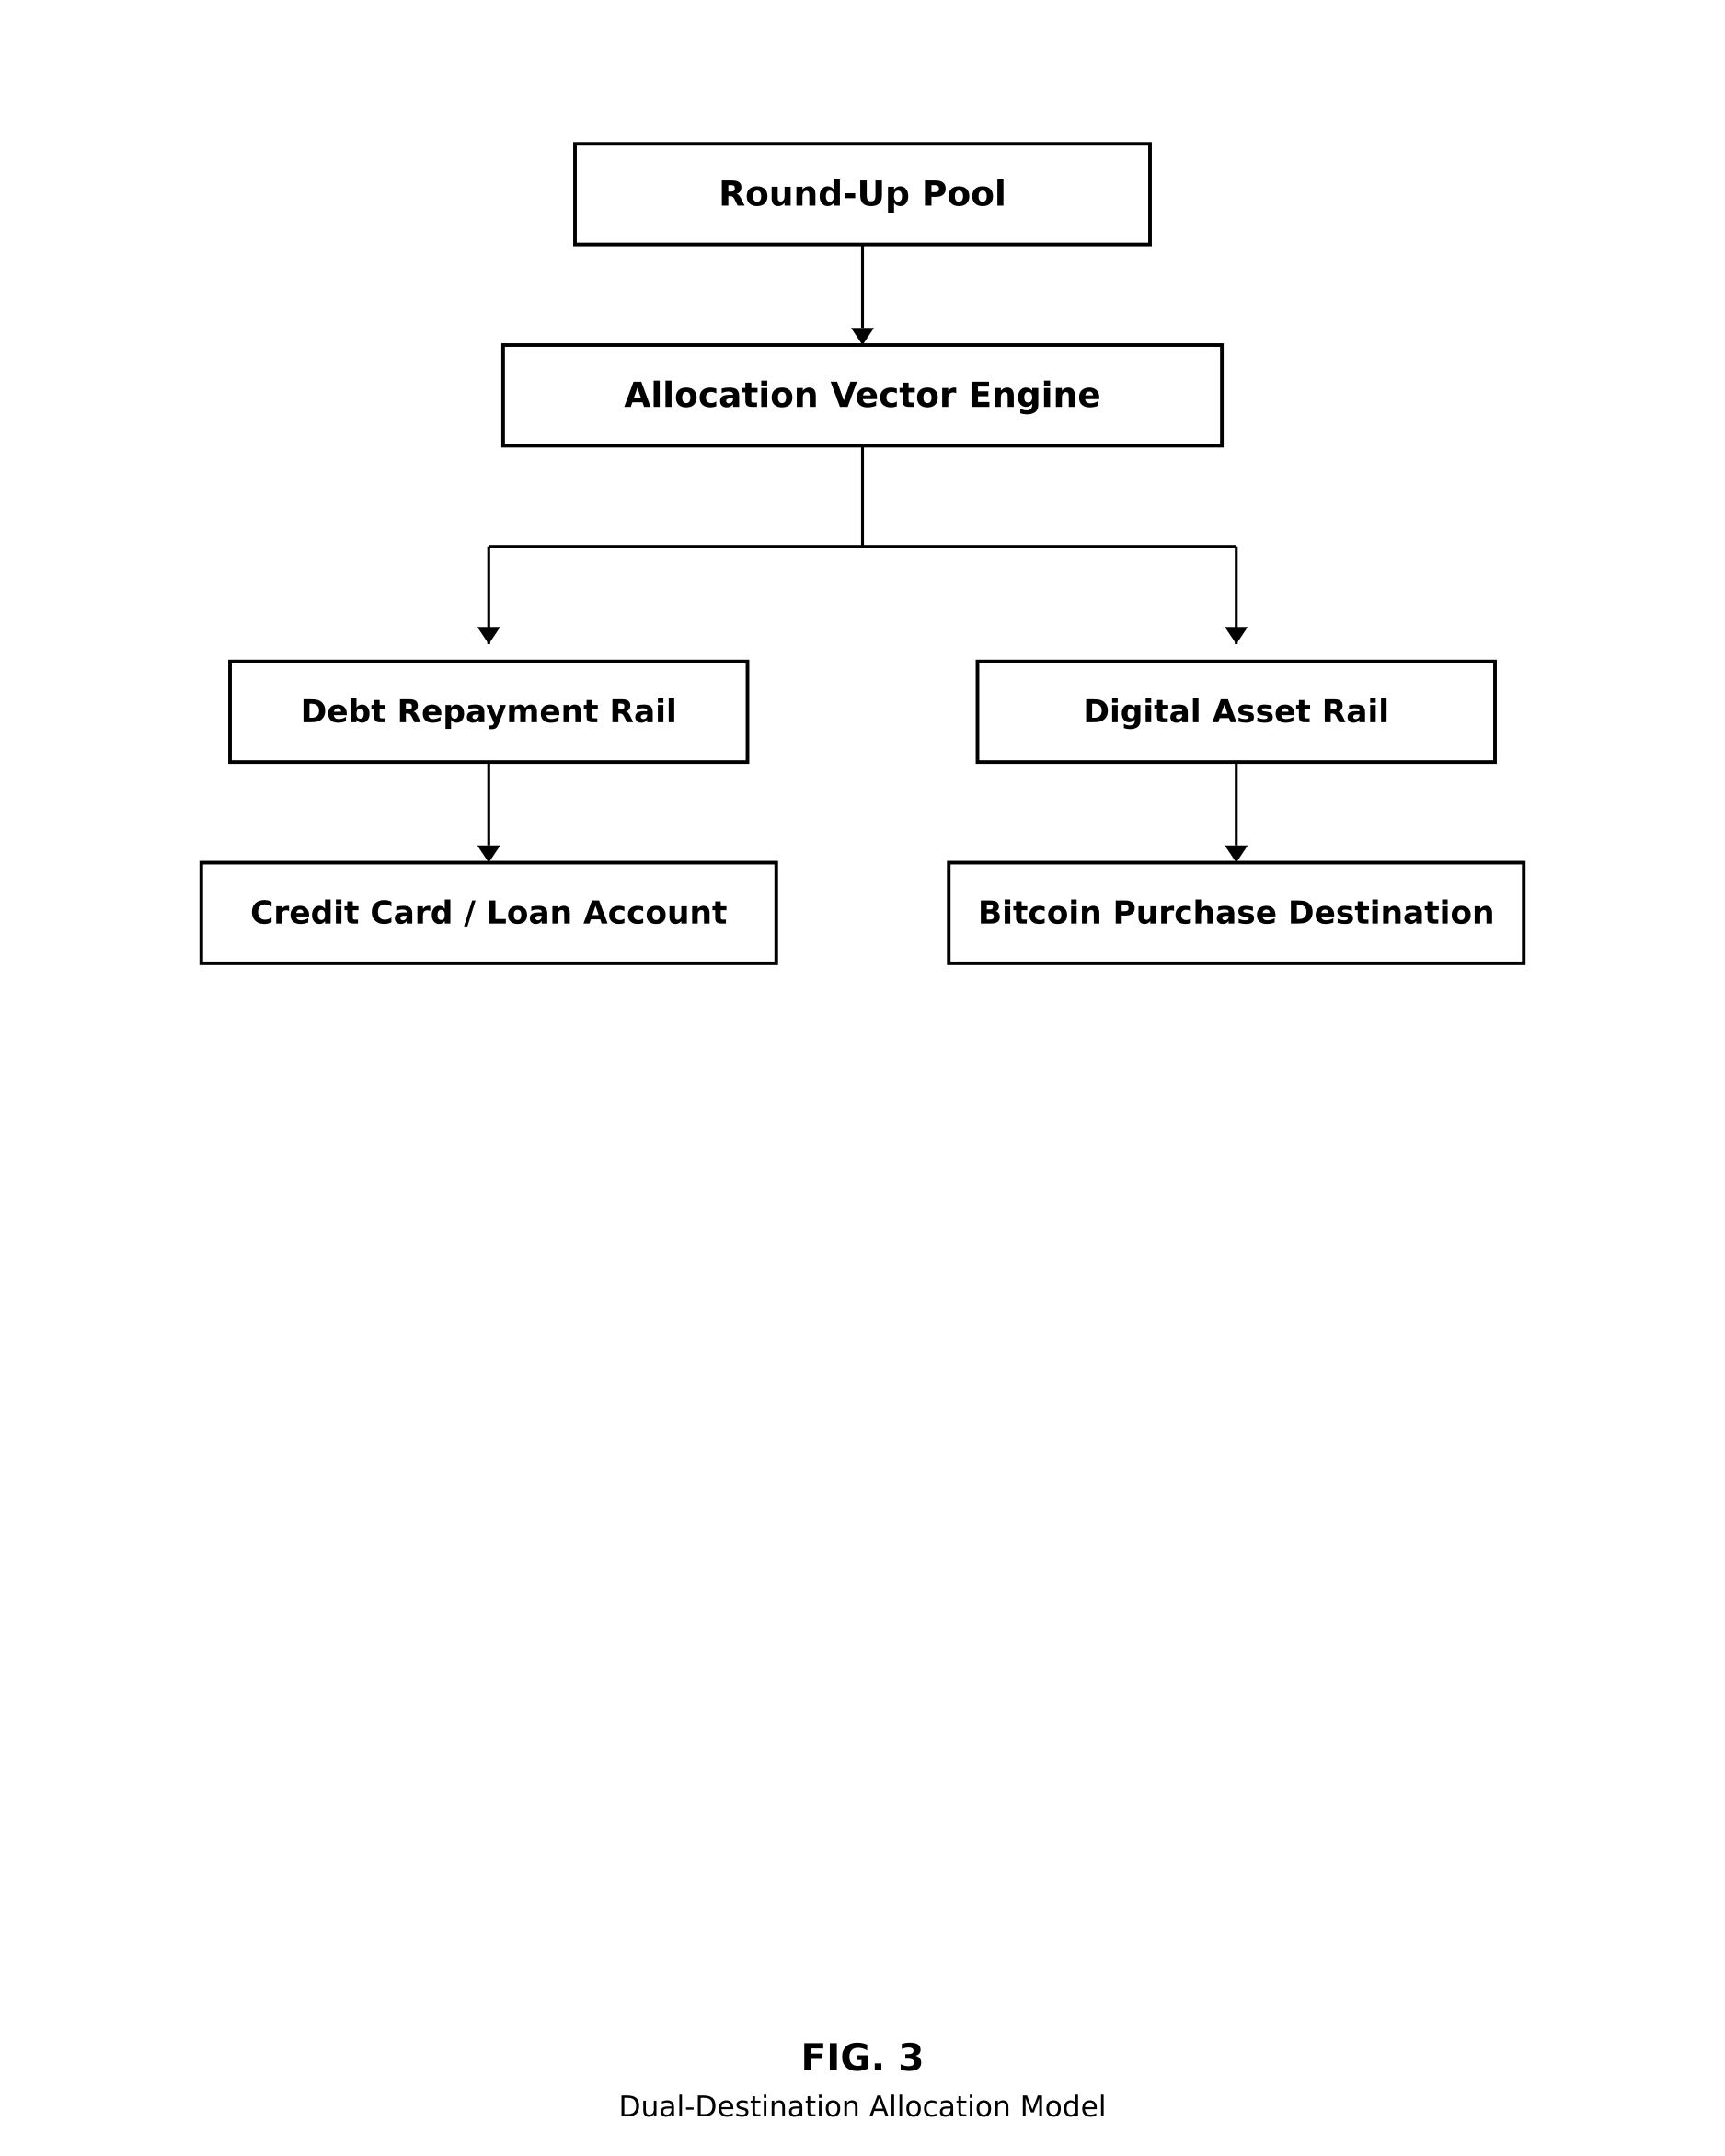 Round-Up Pool
Allocation Vector Engine
Debt Repayment Rail
Digital Asset Rail
Credit Card / Loan Account
Bitcoin Purchase Destination
FIG. 3
Dual-Destination Allocation Model